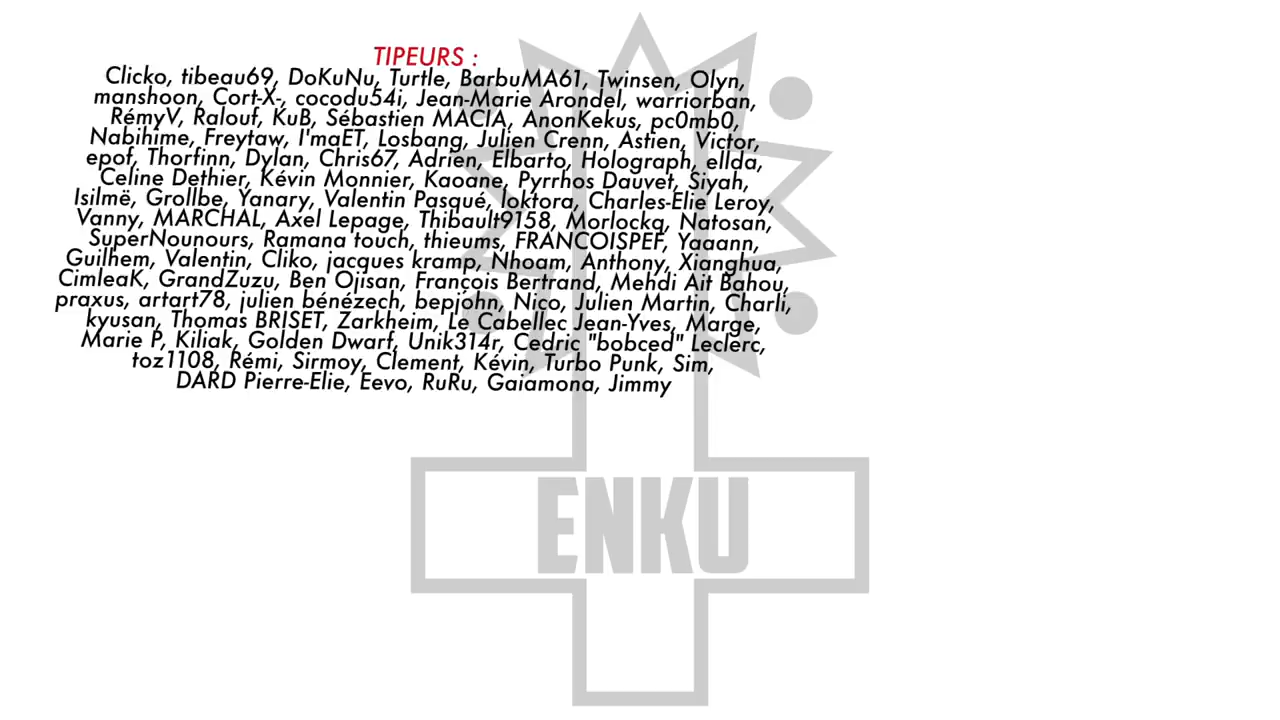 TIPEURS :
Clicko, tibeau69, DoKuNu, Turtle, BarbuMA61, Twinsen, Olyn,
manshoon, Cort-X-, cocodu54i, Jean-Marie Arondel, warriorban,
RémyV, Ralouf, KuB, Sébastien MACIA, AnonKekus, pc0mb0,
Nabihime, Freytaw, I'maET, Losbang, Julien Crenn, Astien, Victor,
epof, Thorfinn, Dylan, Chris67, Adrien, Elbarto, Holograph, ellda,
Celine Dethier, Kévin Monnier, Kaoane, Pyrrhos Dauvet, Siyah,
Isilmë, Grollbe, Yanary, Valentin Pasqué, loktora, Charles-Elie Leroy,
Vanny, MARCHAL, Axel Lepage, Thibault9158, Morlocka, Natosan,
SuperNounours, Ramana touch, thieums, FRANCOISPEF, Yaaann,
Guilhem, Valentin, Cliko, jacques kramp, Nhoam, Anthony, Xianghua,
CimleaK, GrandZuzu, Ben Ojisan, François Bertrand, Mehdi Ait Bahou,
praxus, artart78, julien bénézech, bepjohn, Nico, Julien Martin, Charli,
kyusan, Thomas BRISET, Zarkheim, Le Cabellec Jean-Yves, Marge,
Marie P, Kiliak, Golden Dwarf, Unik314r, Cedric "bobced" Leclerc,
toz1108, Rémi, Sirmoy, Clement, Kévin, Turbo Punk, Sim,
DARD Pierre-Elie, Eevo, RuRu, Gaiamona, Jimmy
ENKU